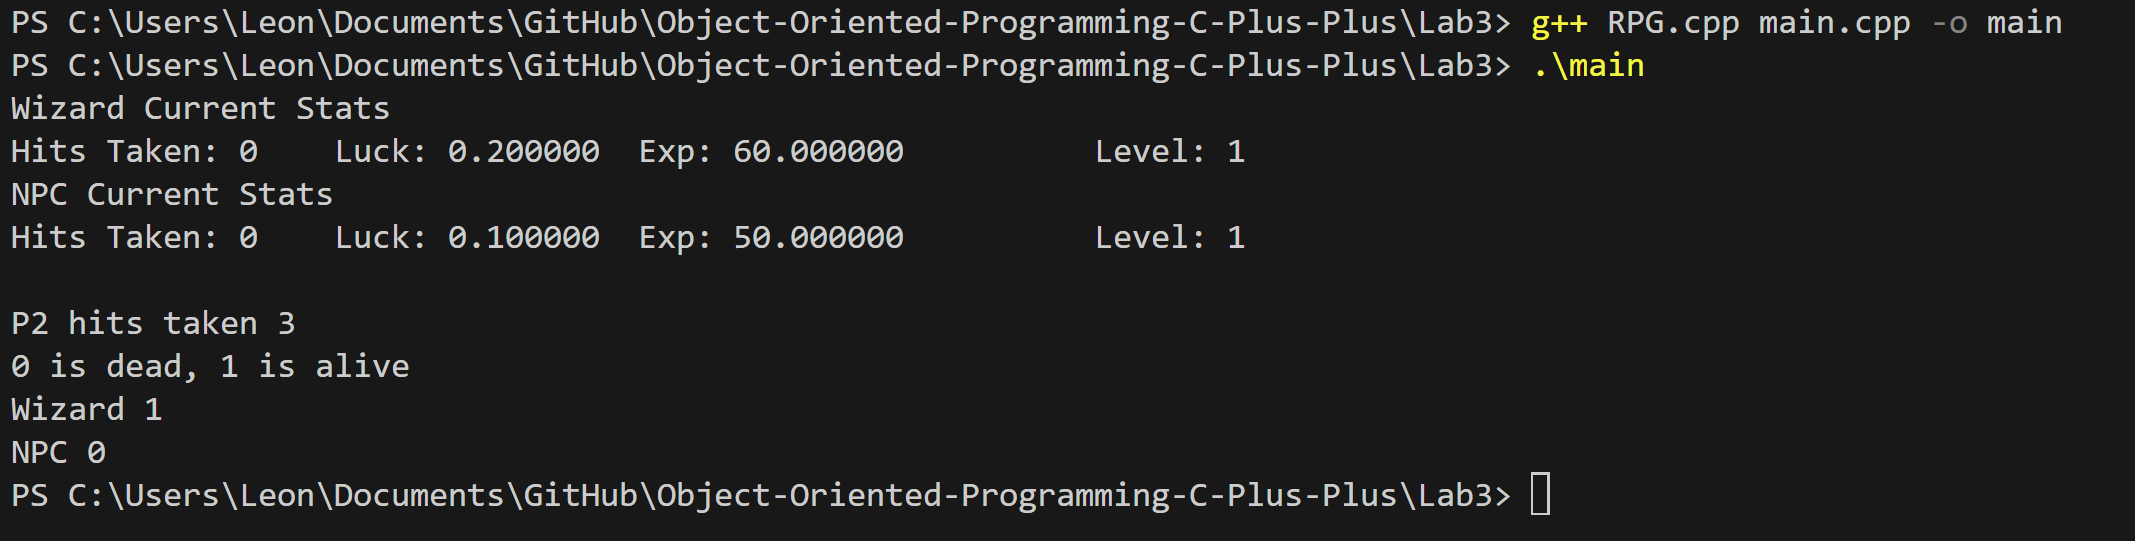 PS C:\Users\Leon\Documents\GitHub\Object-Oriented-Programming-C-Plus-Plus\Lab3> g++ RPG.cpp main.cpp -o main
PS C:\Users\Leon\Documents\GitHub\Object-Oriented-Programming-C-Plus-Plus\Lab3> .\main
Wizard Current Stats
Hits Taken: 0    Luck: 0.200000  Exp: 60.000000          Level: 1
NPC Current Stats
Hits Taken: 0    Luck: 0.100000  Exp: 50.000000          Level: 1
P2 hits taken 3
0 is dead, 1 is alive
Wizard 1
NPC 0
PS C:\Users\Leon\Documents\GitHub\Object-Oriented-Programming-C-Plus-Plus\Lab3>